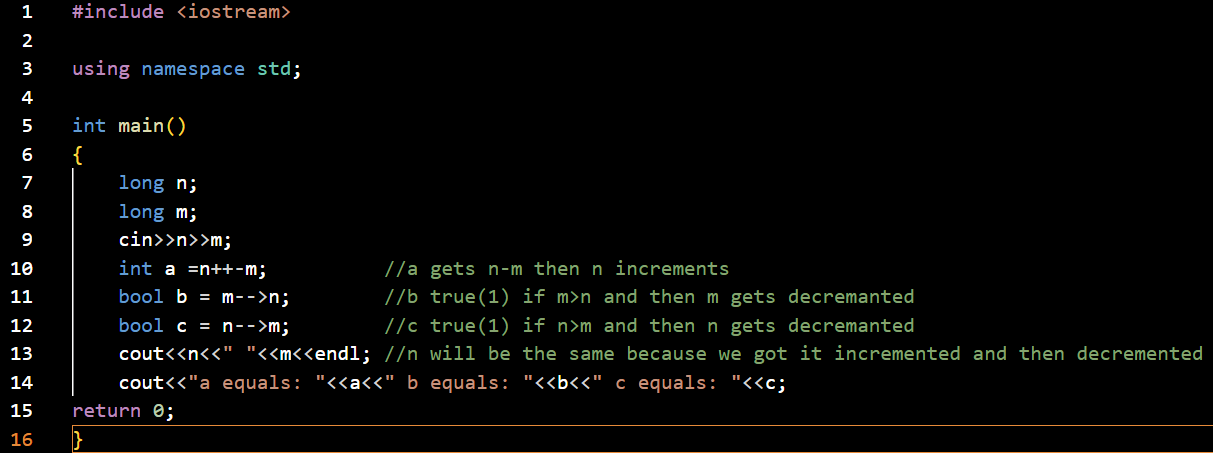 1 #include <iostream>
2
3 using namespace std;
4
5 int main()
6 {
7 long n;
8 long m;
9 cin>>n>>m;
10 int a =n++-m; //a gets n-m then n increments
11 bool b = m-->n; //b true(1) if m>n and then m gets decremanted
12 bool c = n-->m; //c true(1) if n>m and then n gets decremanted
13 cout<<n<<" "<<m<<endl; //n will be the same because we got it incremented and then decremented
14 cout<<"a equals: "<<a<<" b equals: "<<b<<" c equals: "<<c;
15 return 0;
16 }